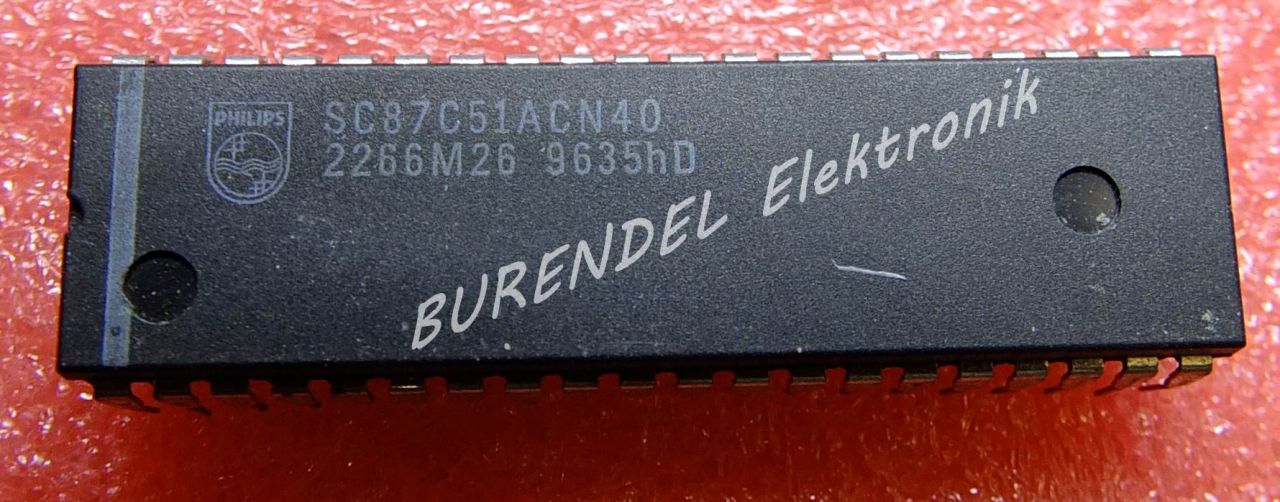 PHILIPS
SC87C51ACN40
2266M26 9635hD
BURENDEL Elektronik